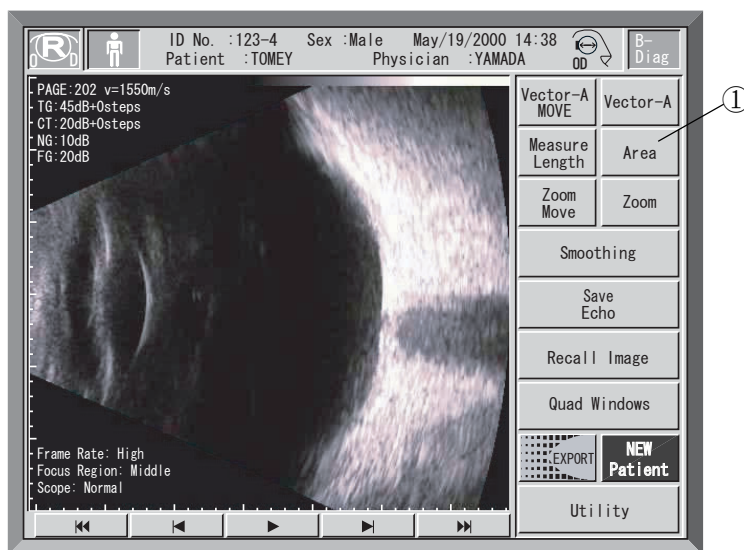 R
O D
ID No. :123-4 Sex :Male May/19/2000 14:38
Patient :TOMEY Physician :YAMADA
OD
B-
Diag
PAGE:202 v=1550m/s
TG:45dB+0steps
CT:20dB+0steps
NG:10dB
FG:20dB
Vector-A
MOVE
Vector-A
①
Measure
Length
Area
Zoom
Move
Zoom
Smoothing
Save
Echo
Recall Image
Quad Windows
EXPORT
NEW
Patient
Utility
Frame Rate: High
Focus Region: Middle
Scope: Normal